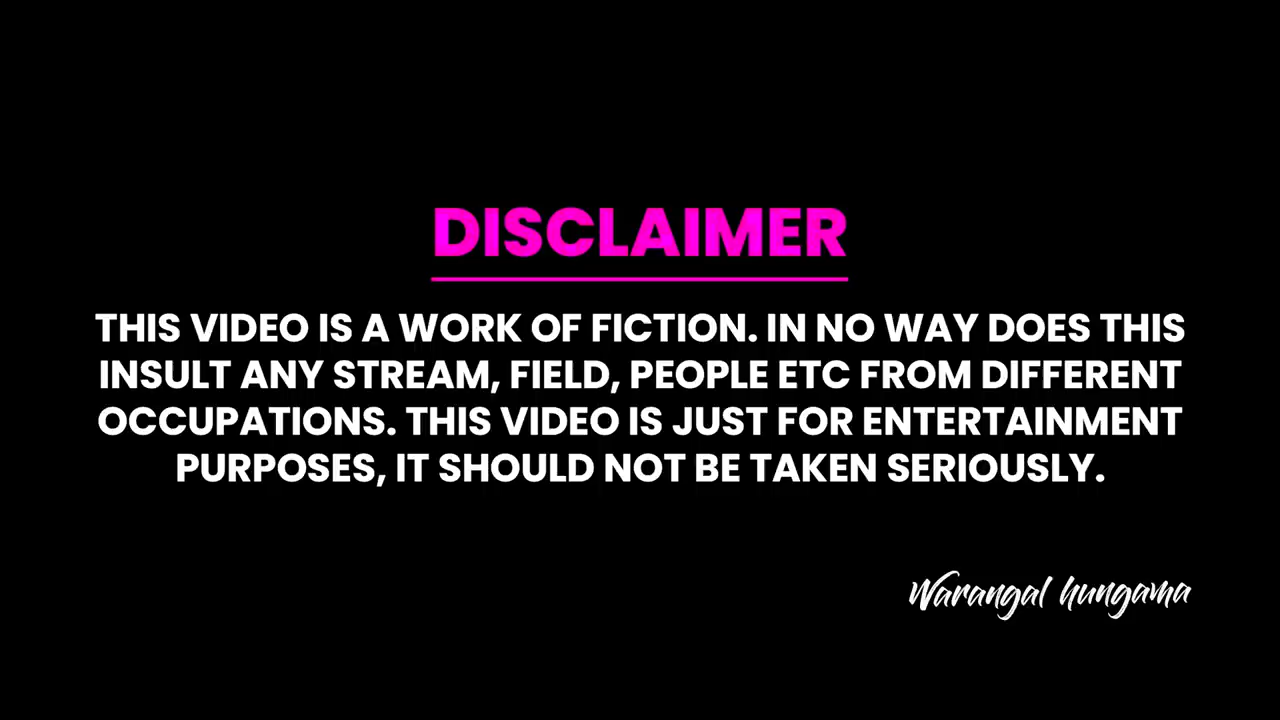 DISCLAIMER
THIS VIDEO IS A WORK OF FICTION. IN NO WAY DOES THIS
INSULT ANY STREAM, FIELD, PEOPLE ETC FROM DIFFERENT
OCCUPATIONS. THIS VIDEO IS JUST FOR ENTERTAINMENT
PURPOSES, IT SHOULD NOT BE TAKEN SERIOUSLY.
Warangal hungama